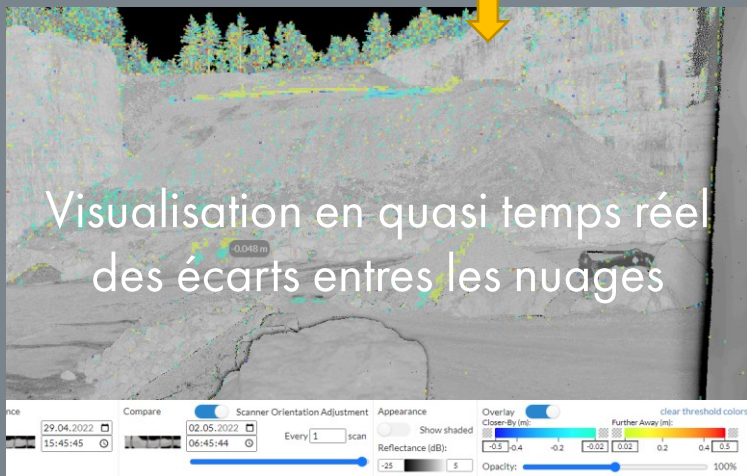 -0.048 m
Visualisation en quasi temps réel
des écarts entres les nuages
nce
29.04.2022
15:45:45
Compare
02.05.2022
06:45:44
Scanner Orientation Adjustment
Every 1 scan
Appearance
Show shaded
Reflectance (dB):
-25 5
Overlay
clear threshold colors
Closer-By (m): Further Away (m):
-0.5 -0.4 -0.2 -0.02 0.02 0.2 0.4 0.5
Opacity: 100%